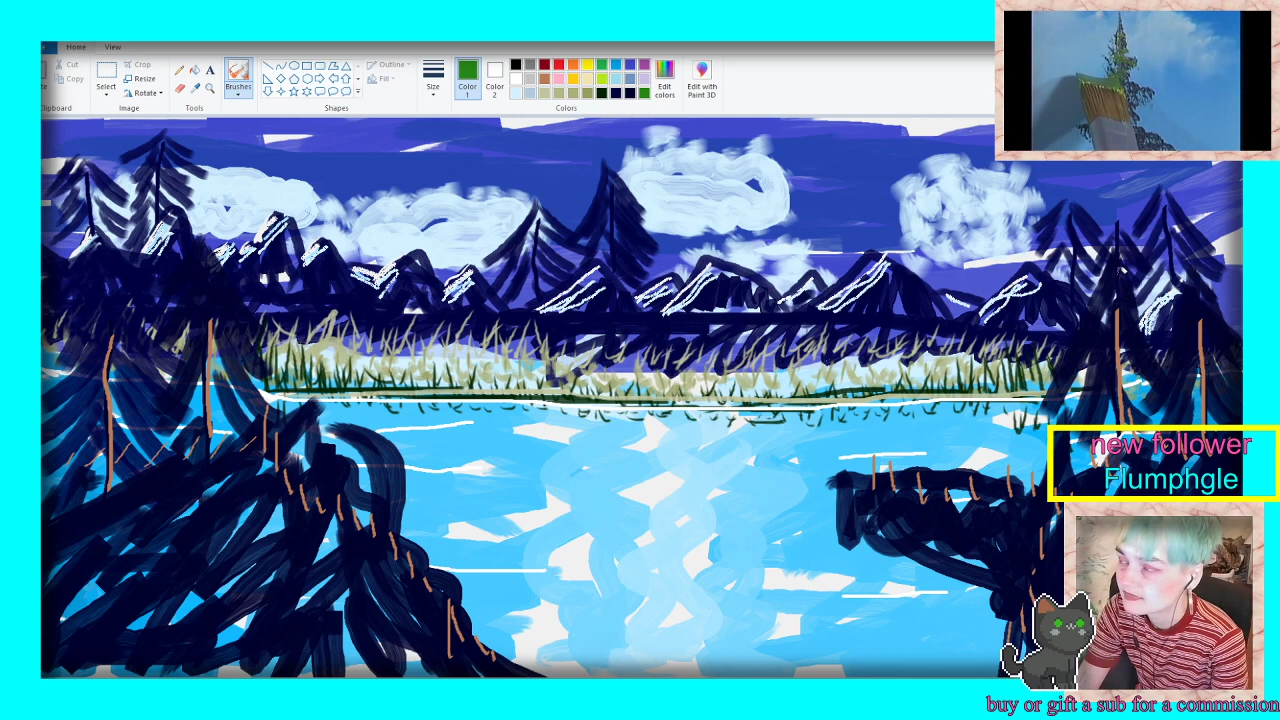 Home View
Cut
Copy
Crop
Resize
Rotate
Select
Brushes
Outline
Fill
Size
Color
1
Color
2
Edit
colors
Edit with
Paint 3D
Image
Tools
Shapes
Colors
new follower
Flumphgle
buy or gift a sub for a commission